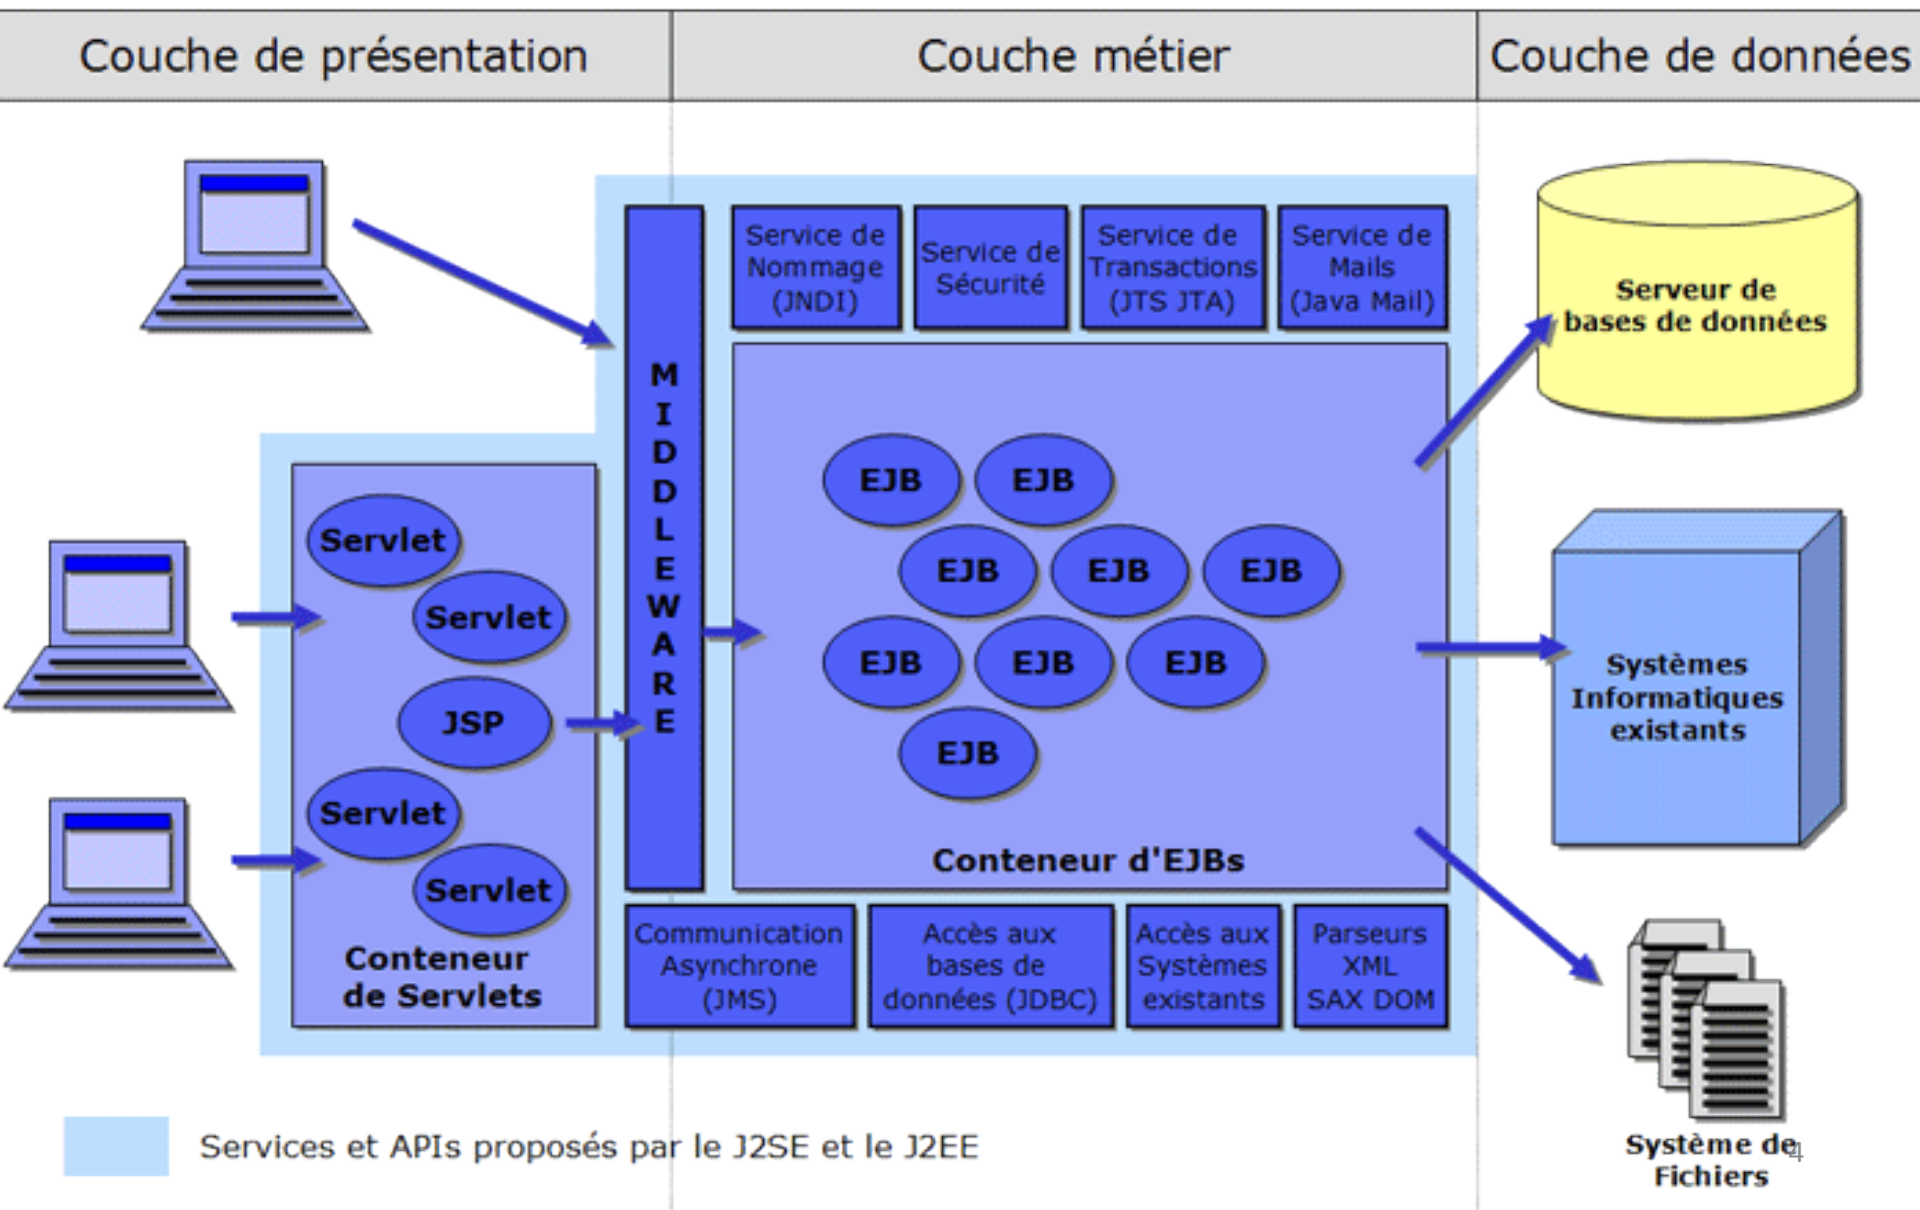 Couche de présentation
Couche métier
Couche de données
Service de
Nommage
(JNDI)
Service de
Sécurité
Service de
Transactions
(JTS JTA)
Service de
Mails
(Java Mail)
Serveur de
bases de données
MIDDLEWARE
EJB
EJB
EJB
EJB
EJB
EJB
EJB
EJB
EJB
Conteneur d'EJBs
Servlet
Servlet
JSP
Servlet
Servlet
Conteneur
de Servlets
Systèmes
Informatiques
existants
Communication
Asynchrone
(JMS)
Accès aux
bases de
données (JDBC)
Accès aux
Systèmes
existants
Parseurs
XML
SAX DOM
Système de
Fichiers
4
Services et APIs proposés par le J2SE et le J2EE